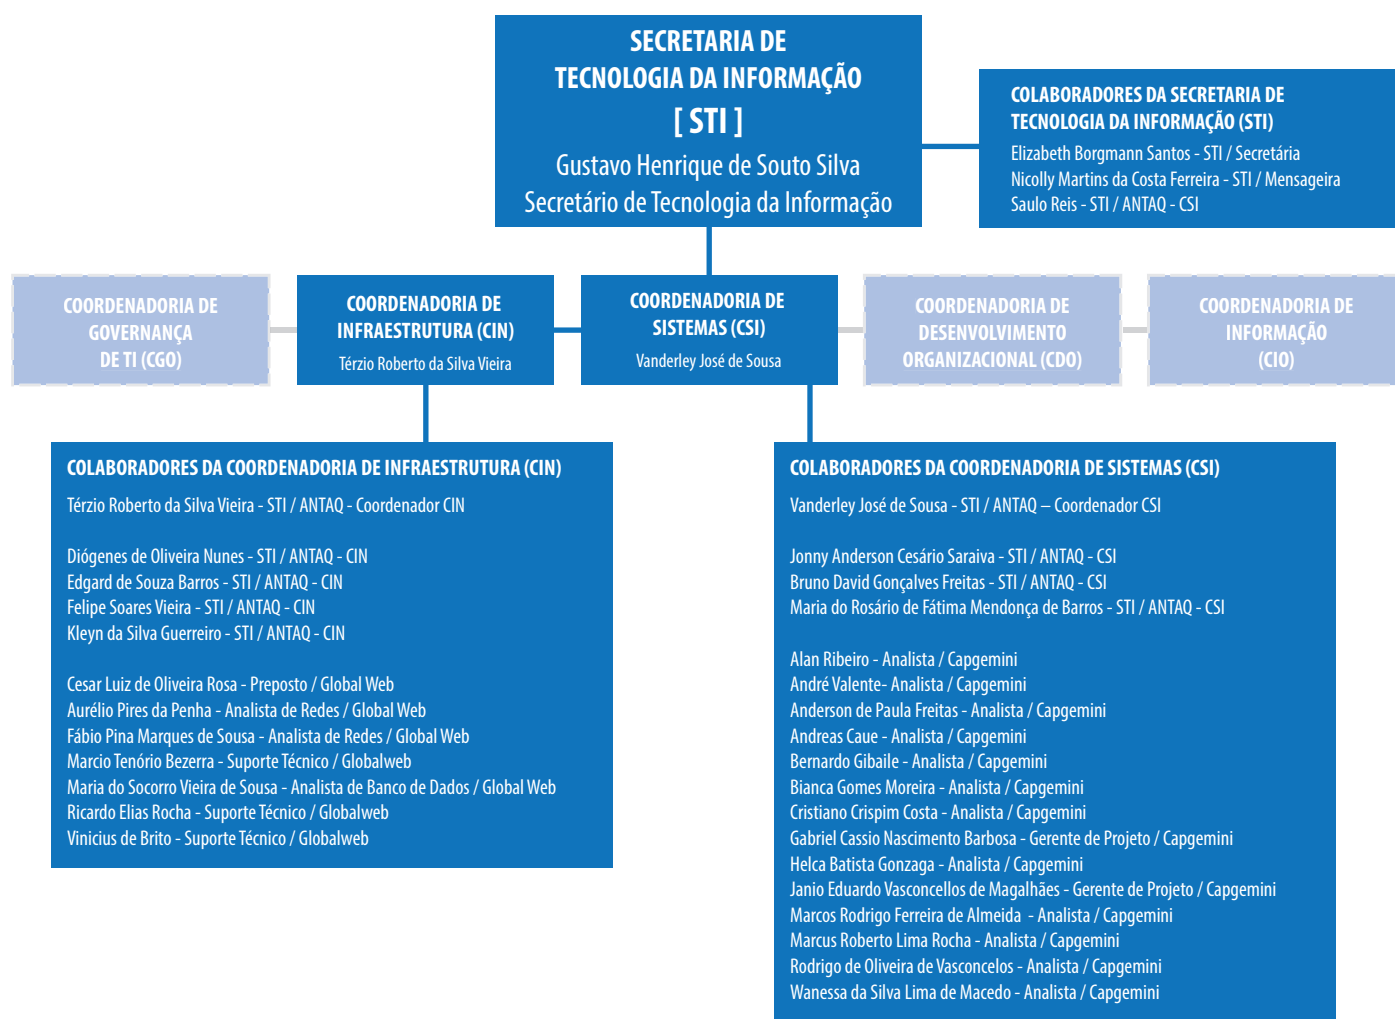 SECRETARIA DE
TECNOLOGIA DA INFORMAÇÃO
[ STI ]
Gustavo Henrique de Souto Silva
Secretário de Tecnologia da Informação
COLABORADORES DA SECRETARIA DE
TECNOLOGIA DA INFORMAÇÃO (STI)
Elizabeth Borgmann Santos - STI / Secretária
Nicolly Martins da Costa Ferreira - STI / Mensageira
Saulo Reis - STI / ANTAQ - CSI
COORDENADORIA DE
GOVERNANÇA
DE TI (CGO)
COORDENADORIA DE
INFRAESTRUTURA (CIN)
Térzio Roberto da Silva Vieira
COORDENADORIA DE
SISTEMAS (CSI)
Vanderley José de Sousa
COORDENADORIA DE
DESENVOLVIMENTO
ORGANIZACIONAL (CDO)
COORDENADORIA DE
INFORMAÇÃO
(CIO)
COLABORADORES DA COORDENADORIA DE INFRAESTRUTURA (CIN)
Térzio Roberto da Silva Vieira - STI / ANTAQ - Coordenador CIN
Diógenes de Oliveira Nunes - STI / ANTAQ - CIN
Edgard de Souza Barros - STI / ANTAQ - CIN
Felipe Soares Vieira - STI / ANTAQ - CIN
Kleyn da Silva Guerreiro - STI / ANTAQ - CIN
Cesar Luiz de Oliveira Rosa - Preposto / Global Web
Aurélio Pires da Penha - Analista de Redes / Global Web
Fábio Pina Marques de Sousa - Analista de Redes / Global Web
Marcio Tenório Bezerra - Suporte Técnico / Globalweb
Maria do Socorro Vieira de Sousa - Analista de Banco de Dados / Global Web
Ricardo Elias Rocha - Suporte Técnico / Globalweb
Vinicius de Brito - Suporte Técnico / Globalweb
COLABORADORES DA COORDENADORIA DE SISTEMAS (CSI)
Vanderley José de Sousa - STI / ANTAQ – Coordenador CSI
Jonny Anderson Cesário Saraiva - STI / ANTAQ - CSI
Bruno David Gonçalves Freitas - STI / ANTAQ - CSI
Maria do Rosário de Fátima Mendonça de Barros - STI / ANTAQ - CSI
Alan Ribeiro - Analista / Capgemini
André Valente- Analista / Capgemini
Anderson de Paula Freitas - Analista / Capgemini
Andreas Caue - Analista / Capgemini
Bernardo Gibaile - Analista / Capgemini
Bianca Gomes Moreira - Analista / Capgemini
Cristiano Crispim Costa - Analista / Capgemini
Gabriel Cassio Nascimento Barbosa - Gerente de Projeto / Capgemini
Helca Batista Gonzaga - Analista / Capgemini
Janio Eduardo Vasconcellos de Magalhães - Gerente de Projeto / Capgemini
Marcos Rodrigo Ferreira de Almeida  - Analista / Capgemini
Marcus Roberto Lima Rocha - Analista / Capgemini
Rodrigo de Oliveira de Vasconcelos - Analista / Capgemini
Wanessa da Silva Lima de Macedo - Analista / Capgemini